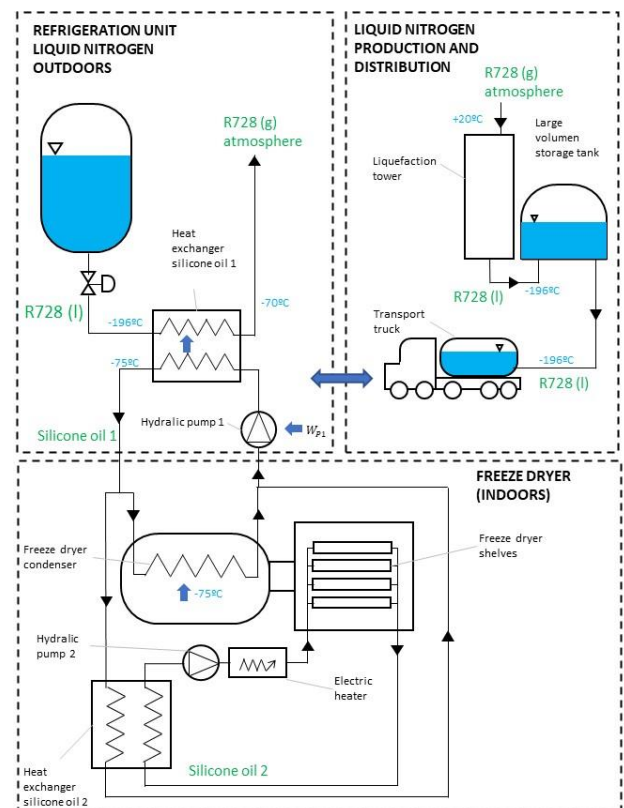 REFRIGERATION UNIT
LIQUID NITROGEN
OUTDOORS
R728 (g)
atmosphere
Heat
exchanger
silicone oil 1
R728 (l)
-196ºC
-70ºC
-75ºC
Hydralic pump 1
W_P1
Silicone oil 1
LIQUID NITROGEN
PRODUCTION AND
DISTRIBUTION
R728 (g)
atmosphere
+20ºC
Large
volumen
storage tank
Liquefaction
tower
R728 (l)
-196ºC
Transport
truck
-196ºC
R728 (l)
FREEZE DRYER
(INDOORS)
Freeze dryer
condenser
-75ºC
Freeze dryer
shelves
Hydralic
pump 2
Electric
heater
Silicone oil 2
Heat
exchanger
silicone oil 2